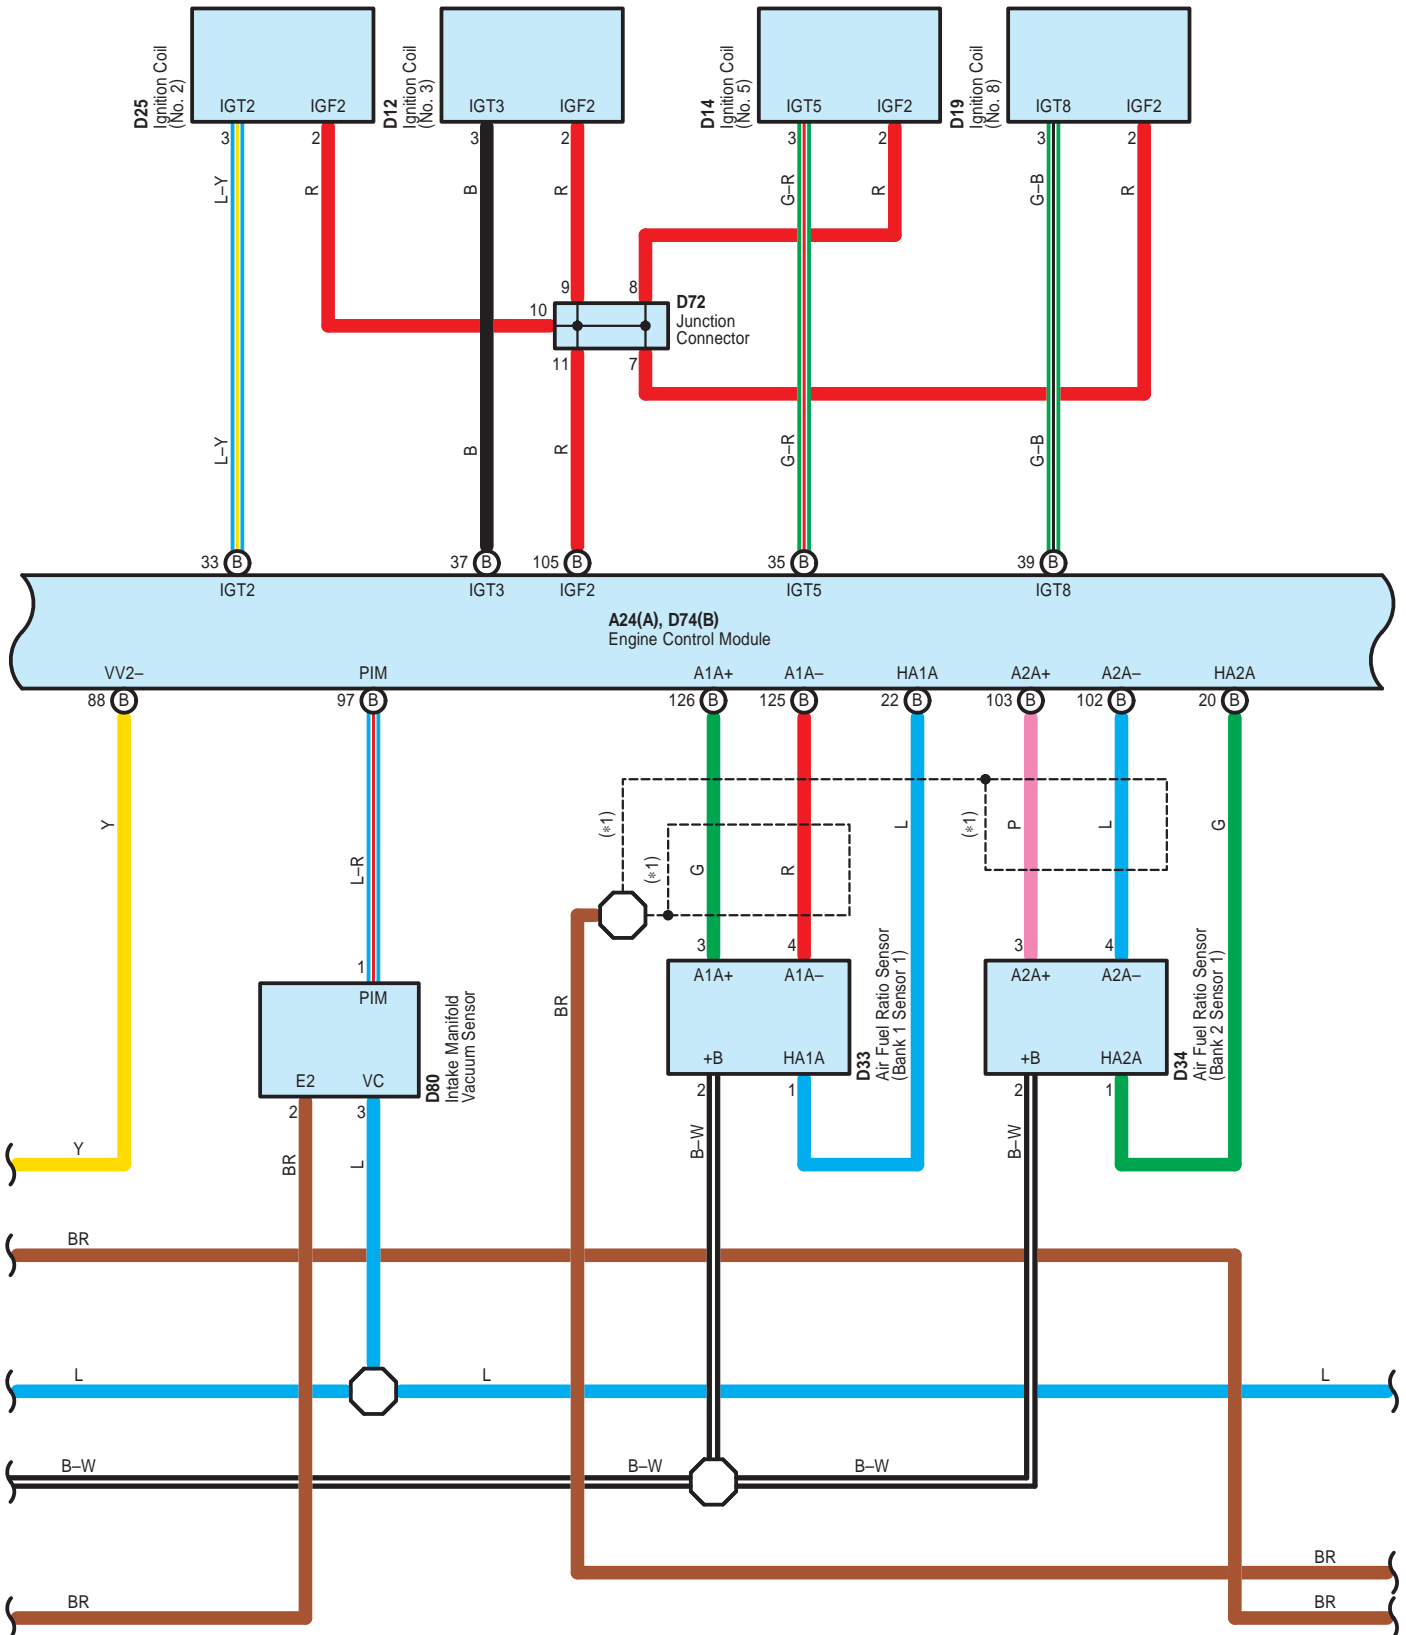 D25
Ignition Coil
(No. 2)
IGT2
IGF2
D12
Ignition Coil
(No. 3)
IGT3
IGF2
D14
Ignition Coil
(No. 5)
IGT5
IGF2
D19
Ignition Coil
(No. 8)
IGT8
IGF2
3
2
3
2
3
2
3
2
L–Y
R
B
R
G–R
R
G–B
R
9
8
10
D72
Junction
Connector
11
7
L–Y
B
R
G–R
G–B
33 B
37 B
105 B
35 B
39 B
IGT2
IGT3
IGF2
IGT5
IGT8
A24(A), D74(B)
Engine Control Module
VV2–
PIM
A1A+
A1A–
HA1A
A2A+
A2A–
HA2A
88 B
97 B
126 B
125 B
22 B
103 B
102 B
20 B
Y
L–R
(∗1)
(∗1)
G
R
L
(∗1)
P
L
G
1
3
4
3
4
PIM
E2
VC
D80
Intake Manifold
Vacuum Sensor
BR
A1A+
A1A–
+B
HA1A
D33
Air Fuel Ratio Sensor
(Bank 1 Sensor 1)
A2A+
A2A–
+B
HA2A
D34
Air Fuel Ratio Sensor
(Bank 2 Sensor 1)
2
3
2
1
2
1
Y
BR
L
B–W
B–W
BR
L
L
L
B–W
B–W
B–W
BR
BR
BR